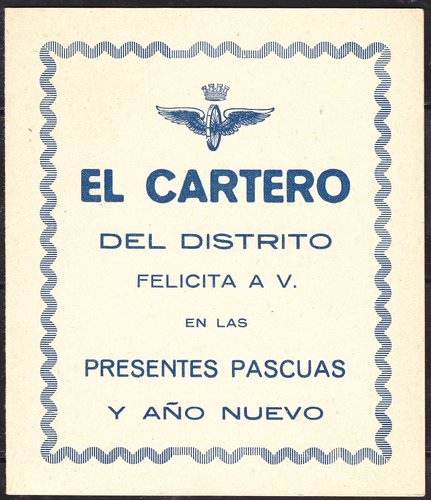 EL CARTERO
DEL DISTRITO
FELICITA A V.
EN LAS
PRESENTES PASCUAS
Y AÑO NUEVO